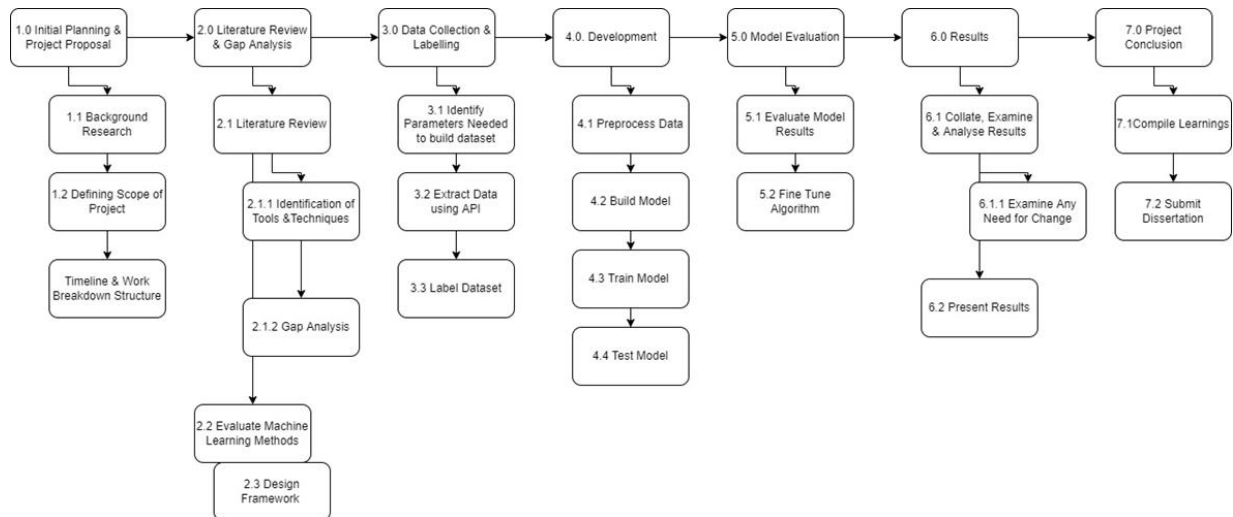 1.0 Initial Planning &
Project Proposal
2.0 Literature Review
& Gap Analysis
3.0 Data Collection &
Labelling
4.0. Development
5.0 Model Evaluation
6.0 Results
7.0 Project
Conclusion
1.1 Background
Research
1.2 Defining Scope of
Project
Timeline & Work
Breakdown Structure
2.1 Literature Review
2.1.1 Identification of
Tools &Techniques
2.1.2 Gap Analysis
2.2 Evaluate Machine
Learning Methods
2.3 Design
Framework
3.1 Identify
Parameters Needed
to build dataset
3.2 Extract Data
using API
3.3 Label Dataset
4.1 Preprocess Data
4.2 Build Model
4.3 Train Model
4.4 Test Model
5.1 Evaluate Model
Results
5.2 Fine Tune
Algorithm
6.1 Collate, Examine
& Analyse Results
6.1.1 Examine Any
Need for Change
6.2 Present Results
7.1Compile Learnings
7.2 Submit
Dissertation